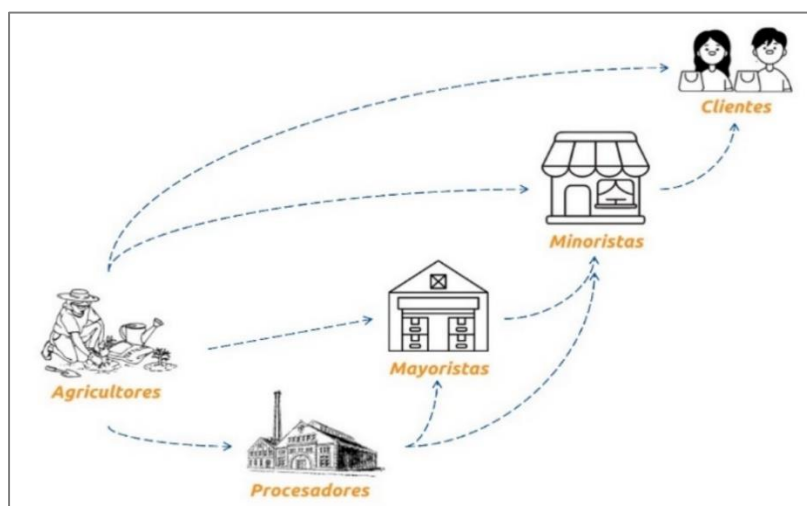 Clientes
Minoristas
Mayoristas
Agricultores
Procesadores